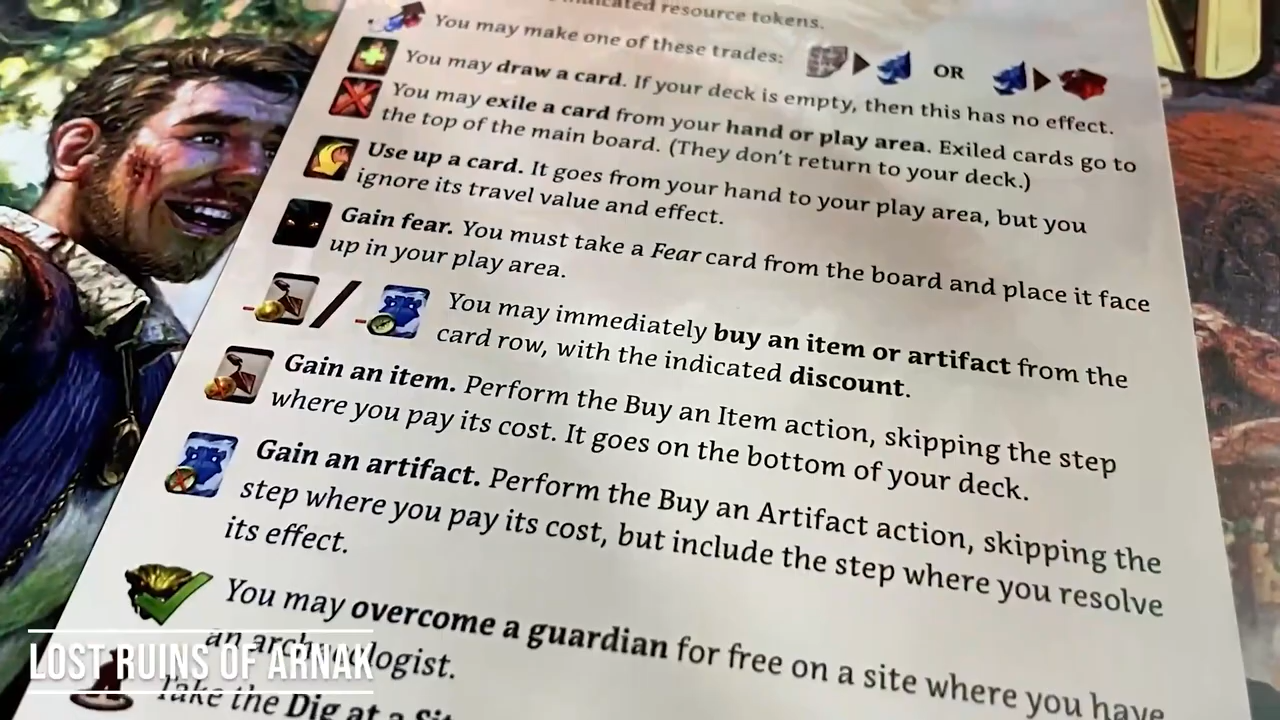 indicated resource tokens.
You may make one of these trades: OR
You may draw a card. If your deck is empty, then this has no effect.
You may exile a card from your hand or play area. Exiled cards go to
the top of the main board. (They don't return to your deck.)
Use up a card. It goes from your hand to your play area, but you
ignore its travel value and effect.
Gain fear. You must take a Fear card from the board and place it face
up in your play area.
You may immediately buy an item or artifact from the
card row, with the indicated discount.
Gain an item. Perform the Buy an Item action, skipping the step
where you pay its cost. It goes on the bottom of your deck.
Gain an artifact. Perform the Buy an Artifact action, skipping the
step where you pay its cost, but include the step where you resolve
its effect.
You may overcome a guardian for free on a site where you have
an archaeologist.
Take the Dig at a Site
LOST RUINS OF ARNAK